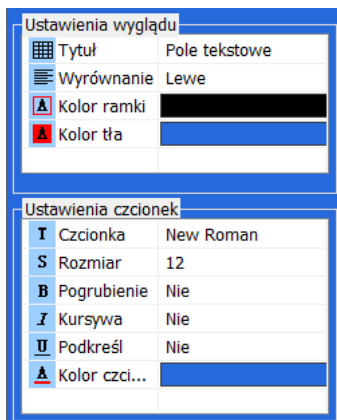 Ustawienia wyglądu
Tytuł Pole tekstowe
Wyrównanie Lewe
A Kolor ramki
A Kolor tła
Ustawienia czcionek
T Czcionka New Roman
S Rozmiar 12
B Pogrubienie Nie
I Kursywa Nie
U Podkreśl Nie
A Kolor czci...